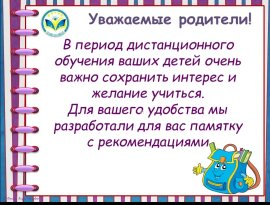 Уважаемые родители!
В период дистанционного
обучения ваших детей очень
важно сохранить интерес и
желание учиться.
Для вашего удобства мы
разработали для вас памятку
с рекомендациями